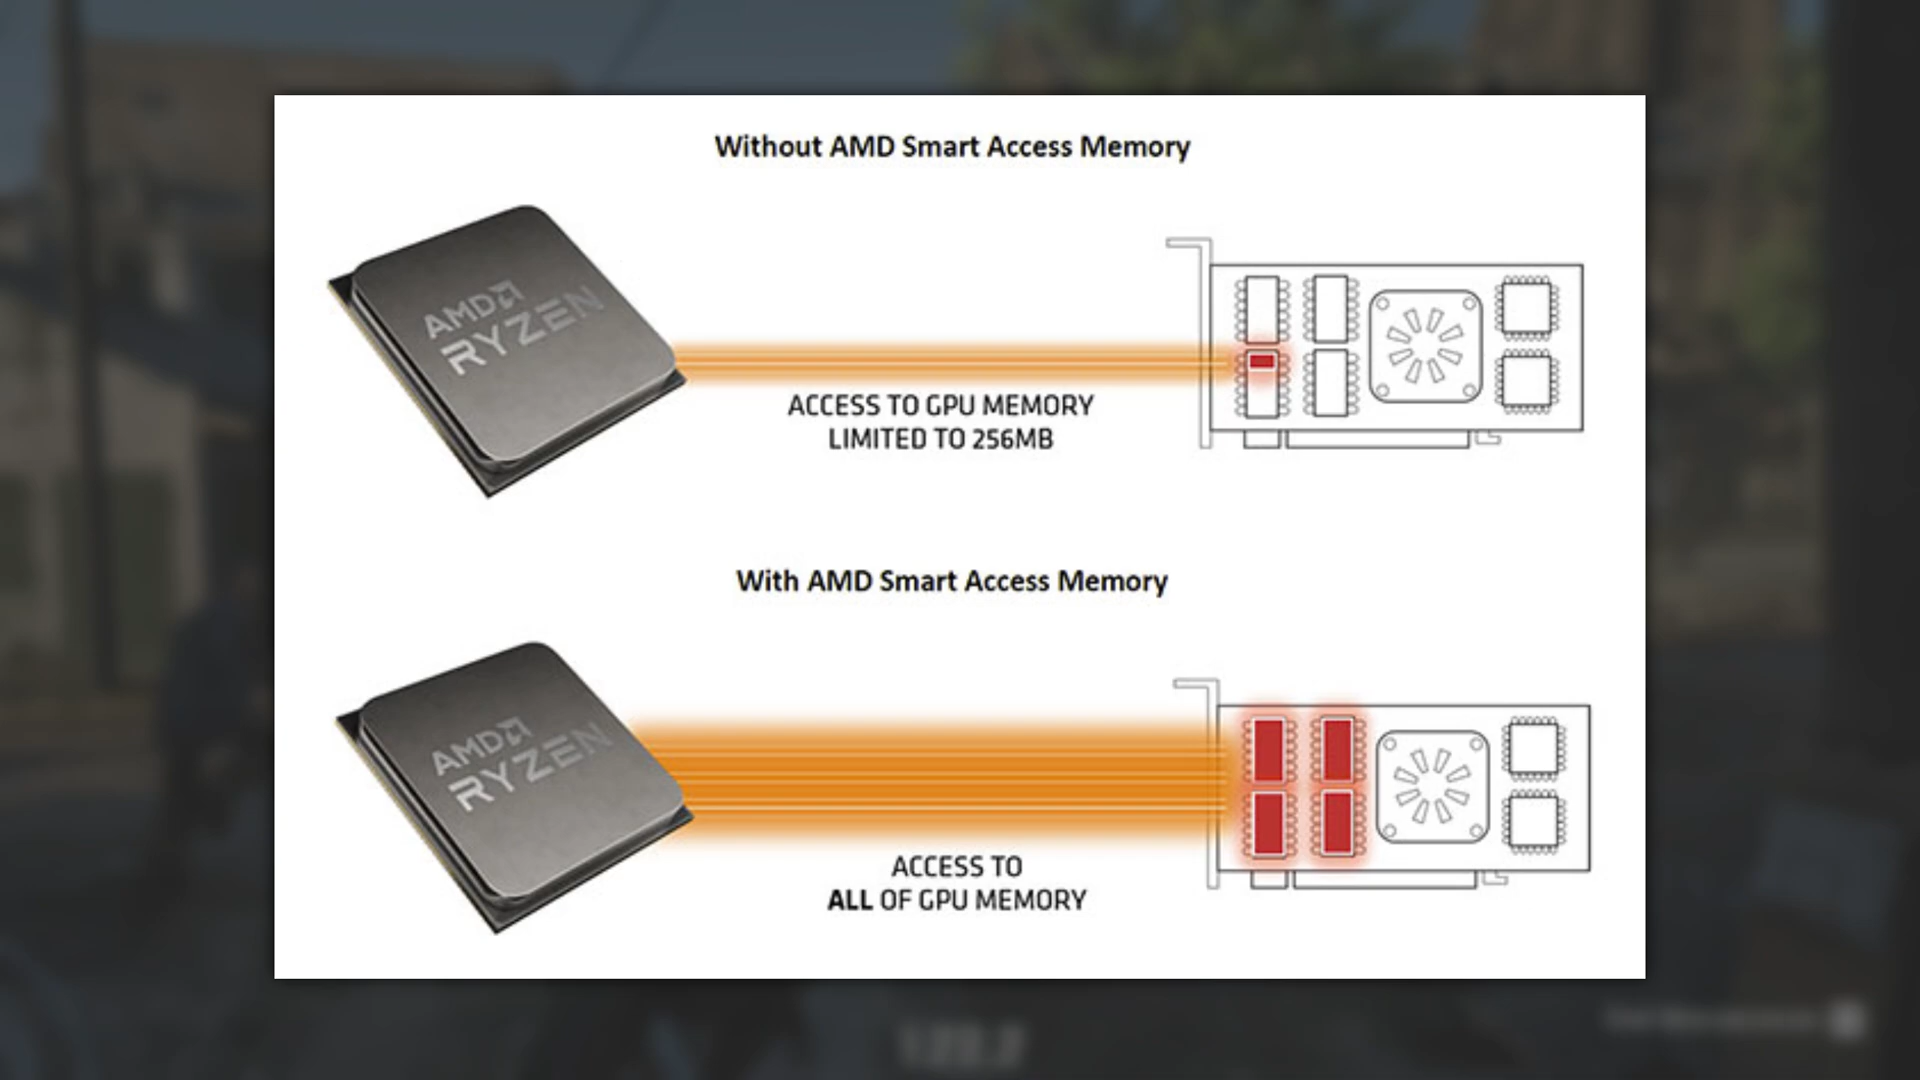 Without AMD Smart Access Memory
AMD
RYZEN
ACCESS TO GPU MEMORY
LIMITED TO 256MB
With AMD Smart Access Memory
AMD
RYZEN
ACCESS TO
ALL OF GPU MEMORY